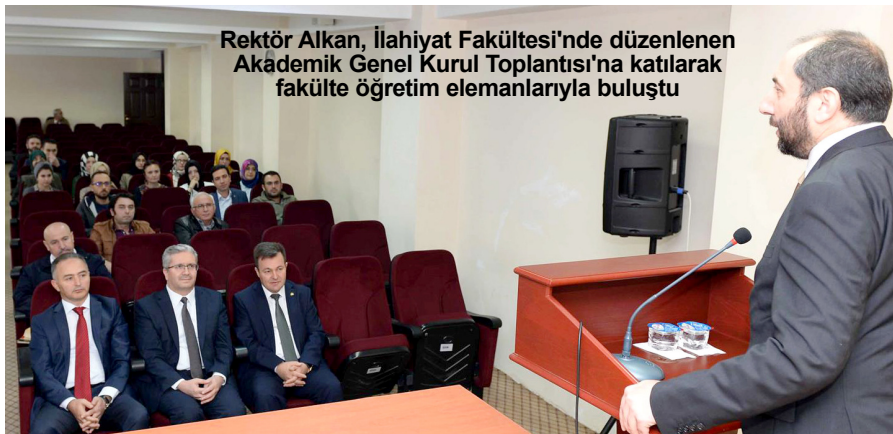 Rektör Alkan, İlahiyat Fakültesi'nde düzenlenen
Akademik Genel Kurul Toplantısı'na katılarak
fakülte öğretim elemanlarıyla buluştu